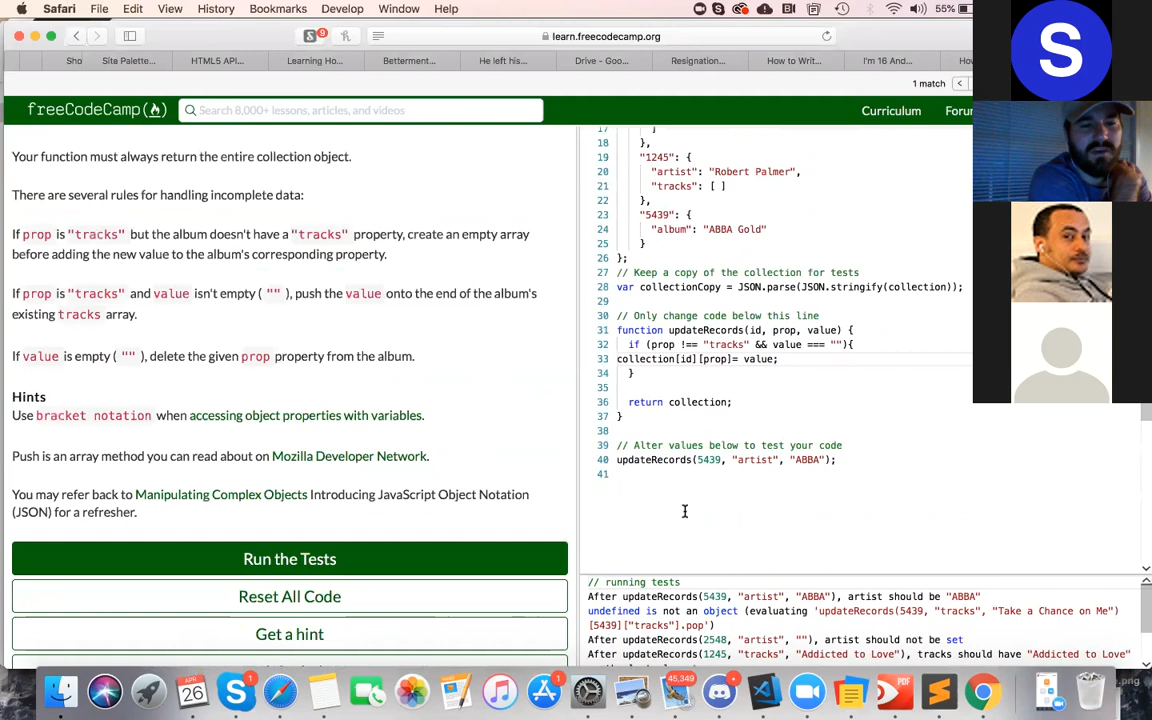 Safari File Edit View History Bookmarks Develop Window Help 55%
9 learn.freecodecamp.org
Sho Site Palette... HTML5 API... Learning Ho... Betterment... He left his... Drive - Goo... Resignation... How to Writ... I'm 16 And... How
1 match
freeCodeCamp Search 8,000+ lessons, articles, and videos Curriculum Forum
Your function must always return the entire collection object.
There are several rules for handling incomplete data:
If prop is "tracks" but the album doesn't have a "tracks" property, create an empty array
before adding the new value to the album's corresponding property.
If prop is "tracks" and value isn't empty ( "" ), push the value onto the end of the album's
existing tracks array.
If value is empty ( "" ), delete the given prop property from the album.
Hints
Use bracket notation when accessing object properties with variables.
Push is an array method you can read about on Mozilla Developer Network.
You may refer back to Manipulating Complex Objects Introducing JavaScript Object Notation
(JSON) for a refresher.
Run the Tests
Reset All Code
Get a hint
17 ]
18 },
19 "1245": {
20 "artist": "Robert Palmer",
21 "tracks": [ ]
22 },
23 "5439": {
24 "album": "ABBA Gold"
25 }
26 };
27 // Keep a copy of the collection for tests
28 var collectionCopy = JSON.parse(JSON.stringify(collection));
29
30 // Only change code below this line
31 function updateRecords(id, prop, value) {
32 if (prop !== "tracks" && value === ""){
33 collection[id][prop]= value;
34 }
35
36 return collection;
37 }
38
39 // Alter values below to test your code
40 updateRecords(5439, "artist", "ABBA");
41
// running tests
After updateRecords(5439, "artist", "ABBA"), artist should be "ABBA"
undefined is not an object (evaluating 'updateRecords(5439, "tracks", "Take a Chance on Me")
[5439]["tracks"].pop')
After updateRecords(2548, "artist", ""), artist should not be set
After updateRecords(1245, "tracks", "Addicted to Love"), tracks should have "Addicted to Love"
S
APR
26
1
1
45,349
PDF
.png